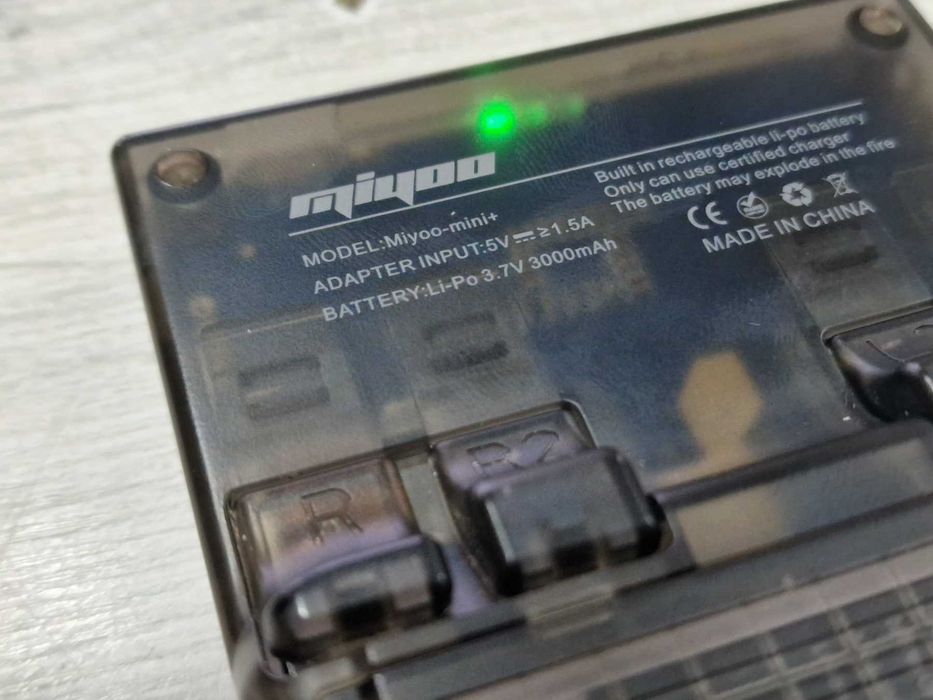 miyoo
MODEL:Miyoo-mini+
ADAPTER INPUT:5V ⎓ ≥1.5A
BATTERY:Li-Po 3.7V 3000mAh
Built in rechargeable li-po battery
Only can use certified charger
The battery may explode in the fire
CE
MADE IN CHINA
R
R2